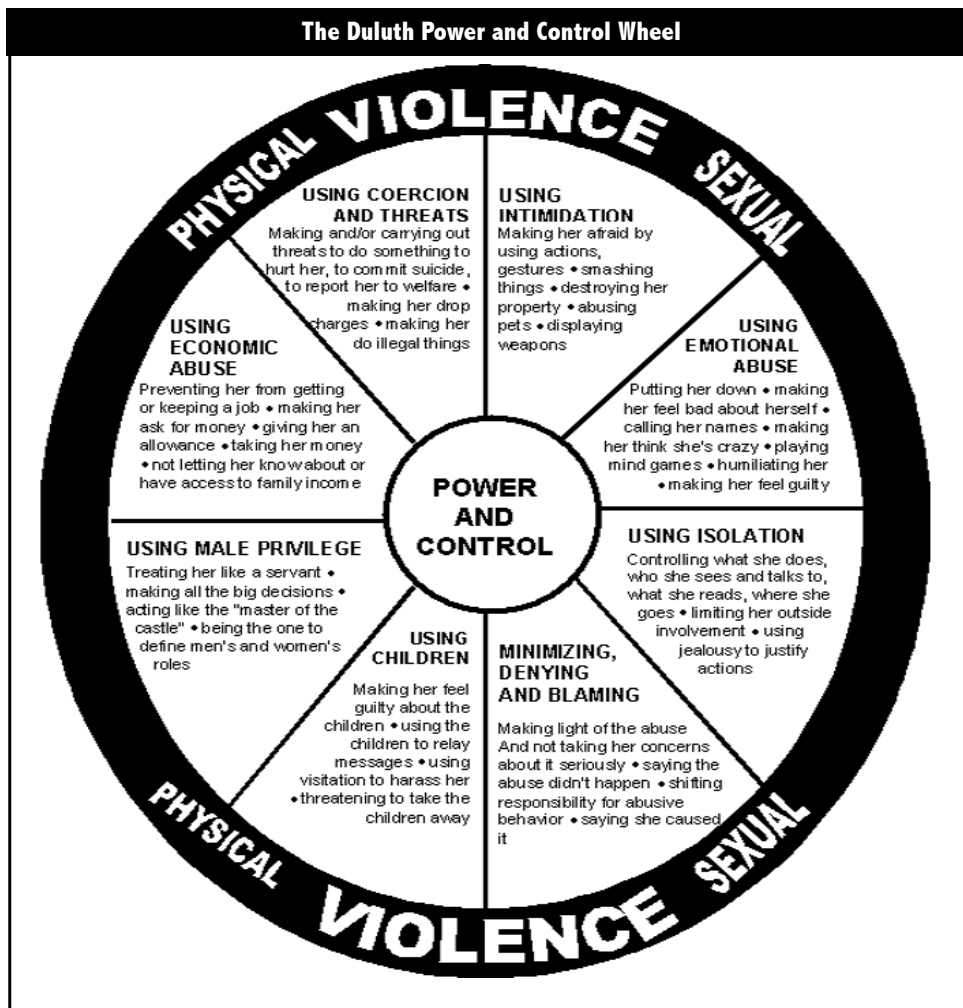 The Duluth Power and Control Wheel
PHYSICAL VIOLENCE SEXUAL
USING COERCION
AND THREATS
Making and/or carrying out
threats to do something to
hurt her, to commit suicide,
to report her to welfare •
making her drop
charges • making her
do illegal things
USING
INTIMIDATION
Making her afraid by
using actions,
gestures • smashing
things • destroying her
property • abusing
pets • displaying
weapons
USING
EMOTIONAL
ABUSE
Putting her down • making
her feel bad about herself •
calling her names • making
her think she's crazy • playing
mind games • humiliating her
• making her feel guilty
USING ISOLATION
Controlling what she does,
who she sees and talks to,
what she reads, where she
goes • limiting her outside
involvement • using
jealousy to justify
actions
MINIMIZING,
DENYING
AND BLAMING
Making light of the abuse
And not taking her concerns
about it seriously • saying the
abuse didn't happen • shifting
responsibility for abusive
behavior • saying she caused
it
USING
CHILDREN
Making her feel
guilty about the
children • using the
children to relay
messages • using
visitation to harass her
• threatening to take the
children away
USING MALE PRIVILEGE
Treating her like a servant •
making all the big decisions •
acting like the "master of the
castle" • being the one to
define men's and women's
roles
USING
ECONOMIC
ABUSE
Preventing her from getting
or keeping a job • making her
ask for money • giving her an
allowance • taking her money
• not letting her know about or
have access to family income
POWER
AND
CONTROL
PHYSICAL VIOLENCE SEXUAL